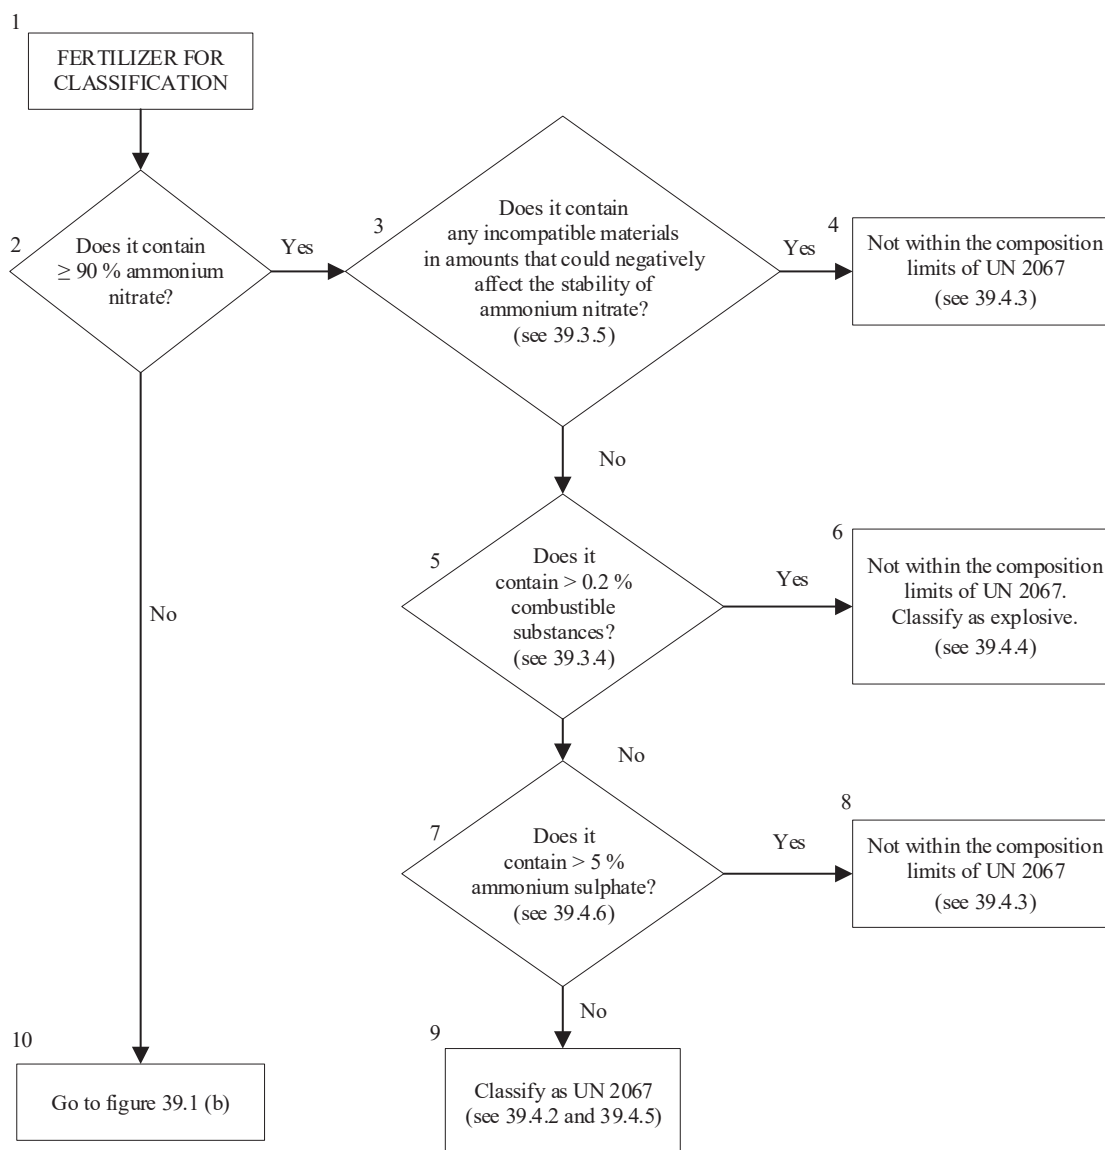 1
FERTILIZER FOR
CLASSIFICATION
2
Does it contain
≥ 90 % ammonium
nitrate?
Yes
3
Does it contain
any incompatible materials
in amounts that could negatively
affect the stability of
ammonium nitrate?
(see 39.3.5)
Yes
4
Not within the composition
limits of UN 2067
(see 39.4.3)
No
No
5
Does it
contain > 0.2 %
combustible
substances?
(see 39.3.4)
Yes
6
Not within the composition
limits of UN 2067.
Classify as explosive.
(see 39.4.4)
No
7
Does it
contain > 5 %
ammonium sulphate?
(see 39.4.6)
Yes
8
Not within the composition
limits of UN 2067
(see 39.4.3)
No
9
Classify as UN 2067
(see 39.4.2 and 39.4.5)
10
Go to figure 39.1 (b)